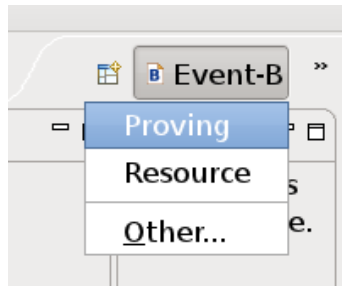 Event-B »
Proving
Resource
s
Other...
e.